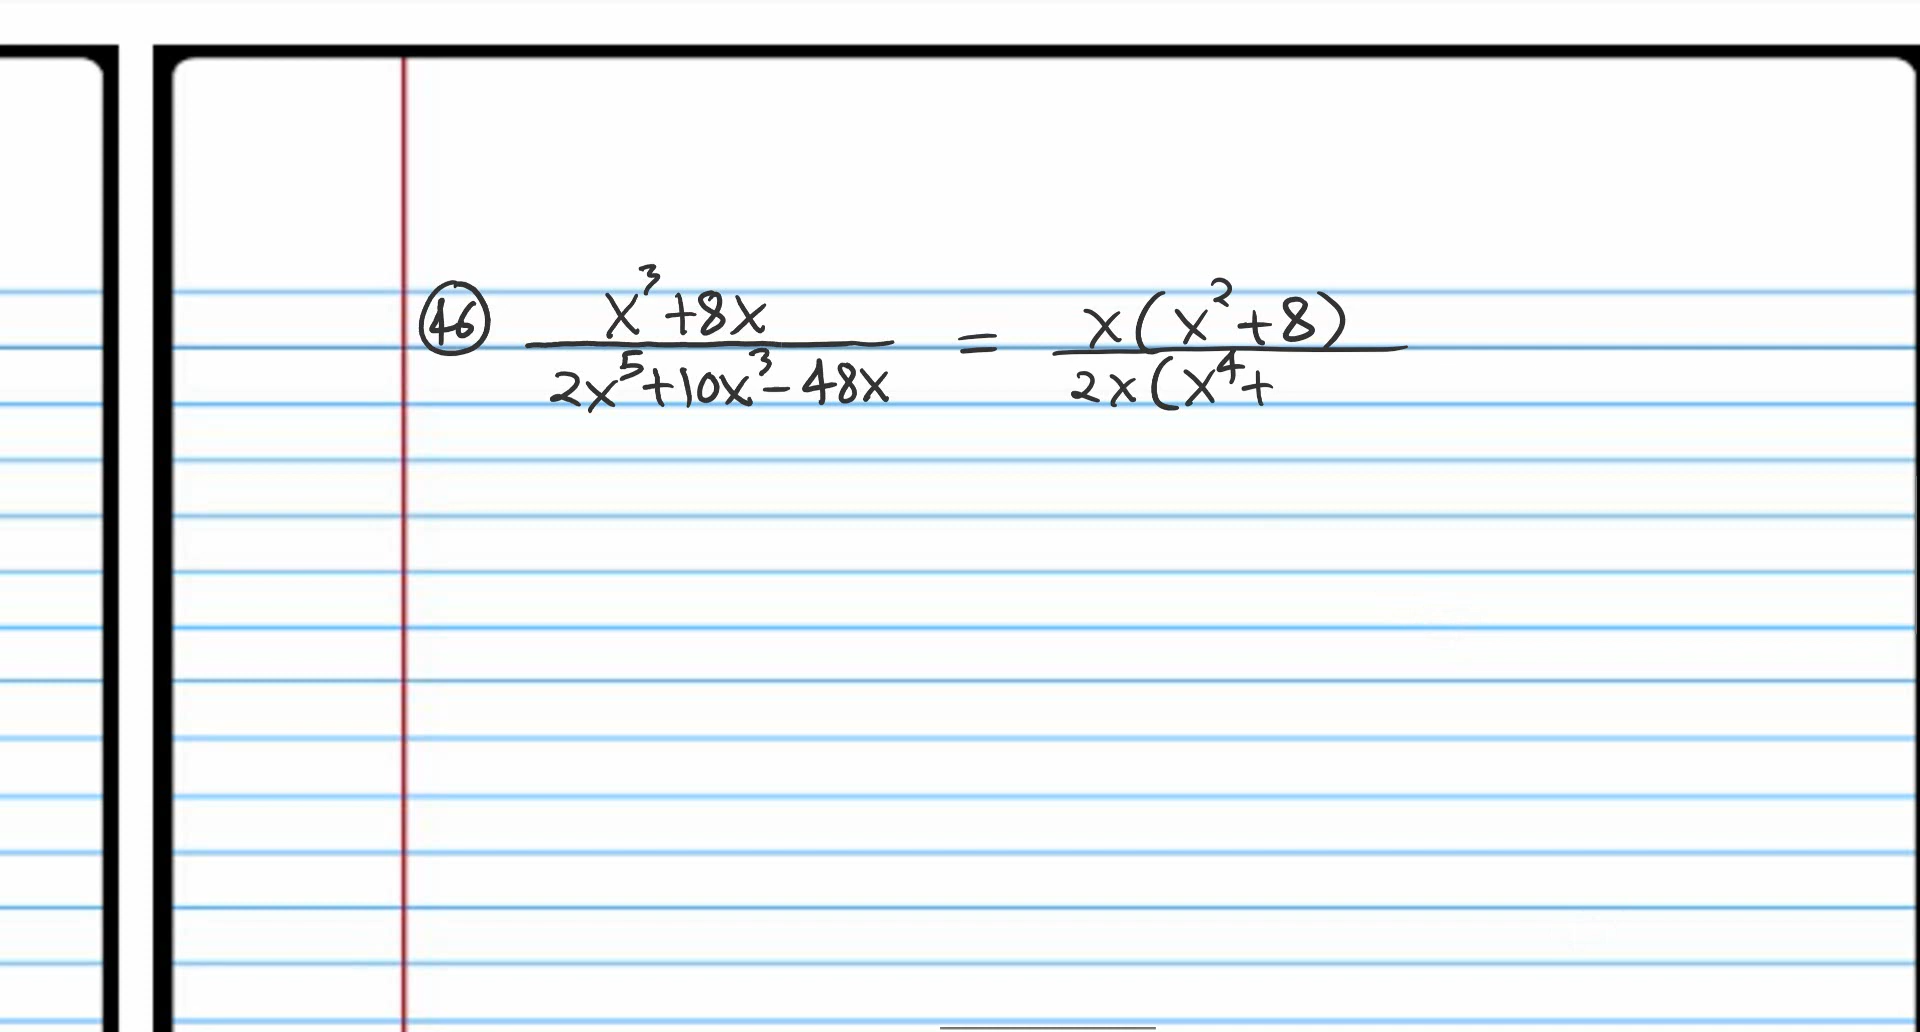 ㊻ (x³+8x)/(2x⁵+10x³-48x) = x(x²+8)/2x(x⁴+